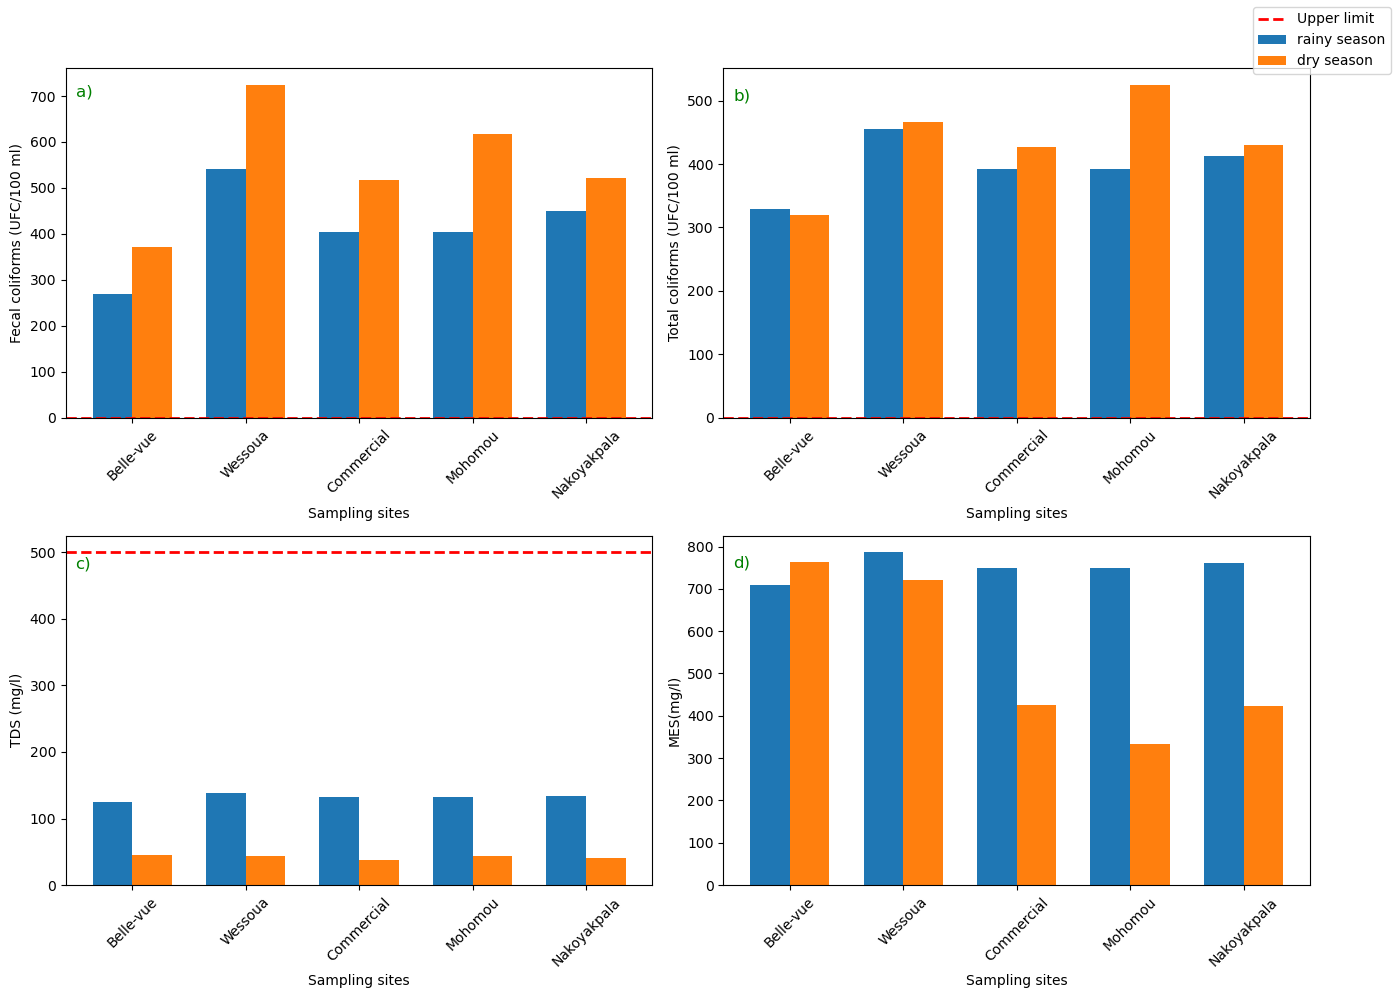 Upper limit
rainy season
dry season
a)
Fecal coliforms (UFC/100 ml)
700
600
500
400
300
200
100
0
Belle-vue
Wessoua
Commercial
Mohomou
Nakoyakpala
Sampling sites
b)
Total coliforms (UFC/100 ml)
500
400
300
200
100
0
Belle-vue
Wessoua
Commercial
Mohomou
Nakoyakpala
Sampling sites
c)
TDS (mg/l)
500
400
300
200
100
0
Belle-vue
Wessoua
Commercial
Mohomou
Nakoyakpala
Sampling sites
d)
MES(mg/l)
800
700
600
500
400
300
200
100
0
Belle-vue
Wessoua
Commercial
Mohomou
Nakoyakpala
Sampling sites